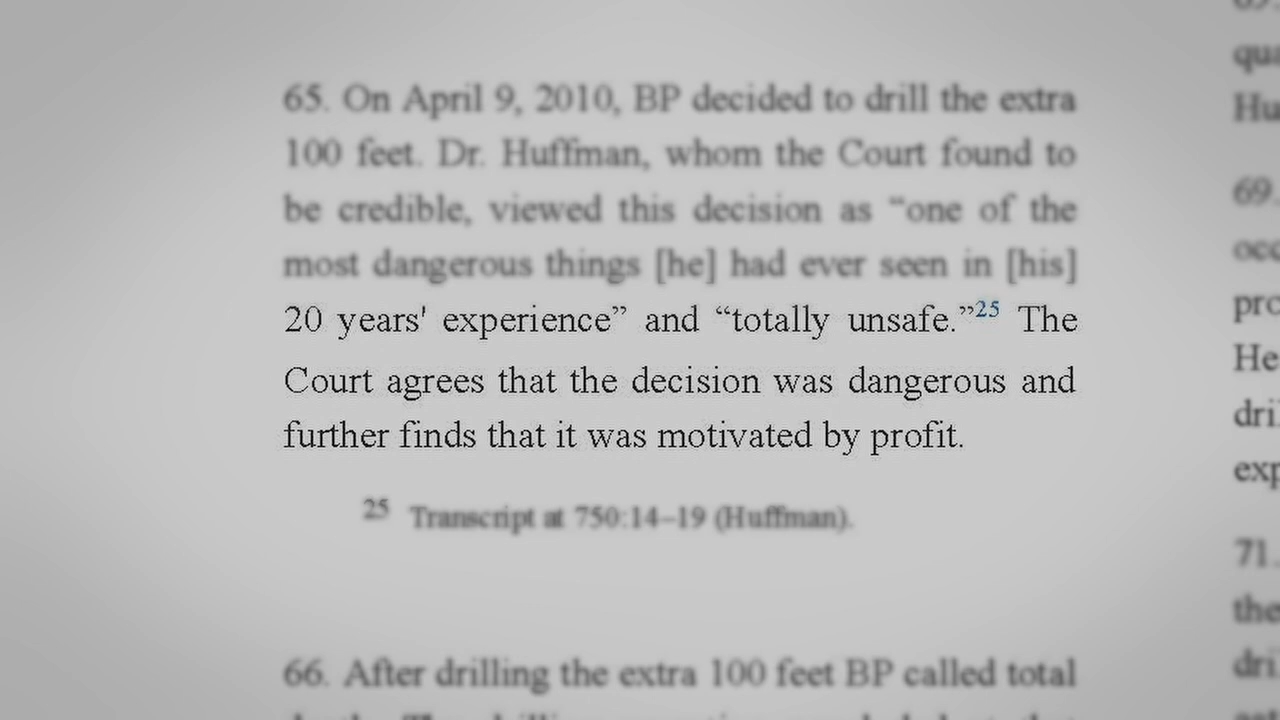 65. On April 9, 2010, BP decided to drill the extra
100 feet. Dr. Huffman, whom the Court found to
be credible, viewed this decision as “one of the
most dangerous things [he] had ever seen in [his]
20 years' experience” and “totally unsafe.”25 The
Court agrees that the decision was dangerous and
further finds that it was motivated by profit.
25 Transcript at 750:14–19 (Huffman).
66. After drilling the extra 100 feet BP called total
69.
He
71.
the